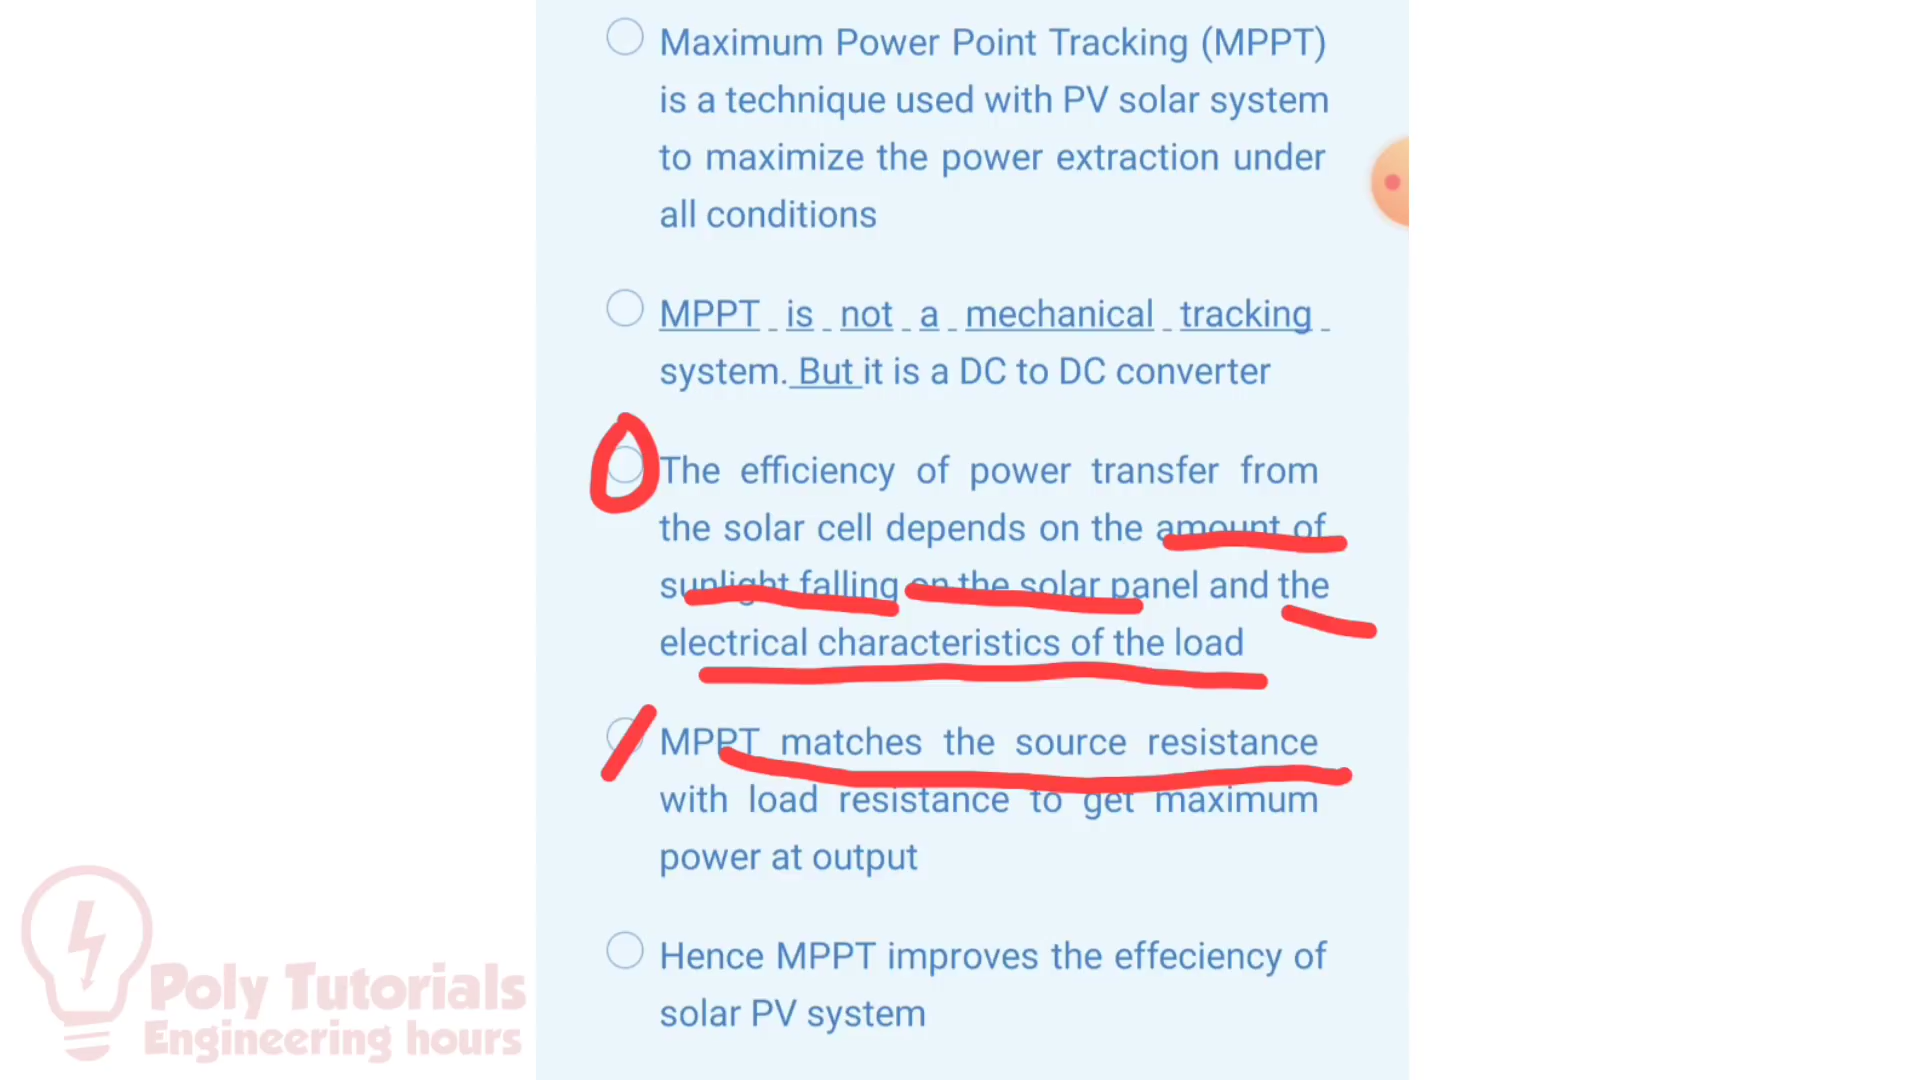 Maximum Power Point Tracking (MPPT)
is a technique used with PV solar system
to maximize the power extraction under
all conditions
MPPT is not a mechanical tracking
system. But it is a DC to DC converter
The efficiency of power transfer from
the solar cell depends on the amount of
sunlight falling on the solar panel and the
electrical characteristics of the load
MPPT matches the source resistance
with load resistance to get maximum
power at output
Hence MPPT improves the effeciency of
solar PV system
Poly Tutorials
Engineering hours